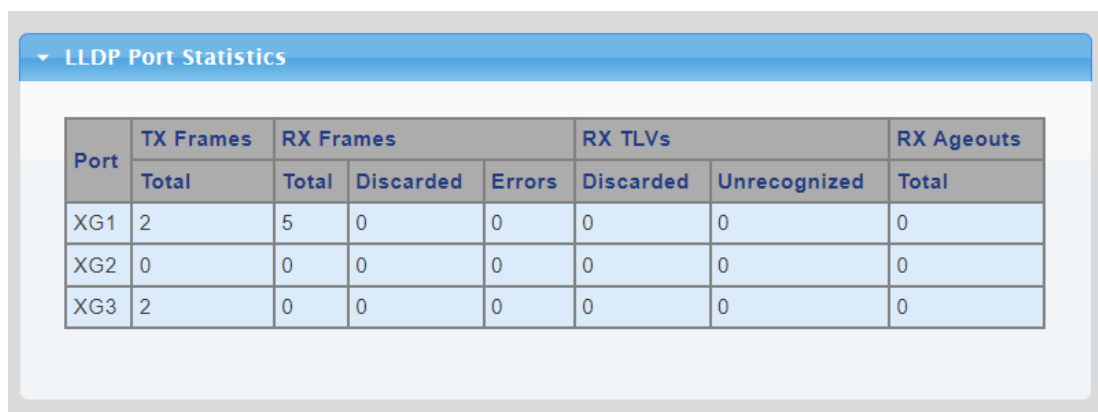 LLDP Port Statistics
Port TX Frames RX Frames RX TLVs RX Ageouts
Total Total Discarded Errors Discarded Unrecognized Total
XG1 2 5 0 0 0 0 0
XG2 0 0 0 0 0 0 0
XG3 2 0 0 0 0 0 0